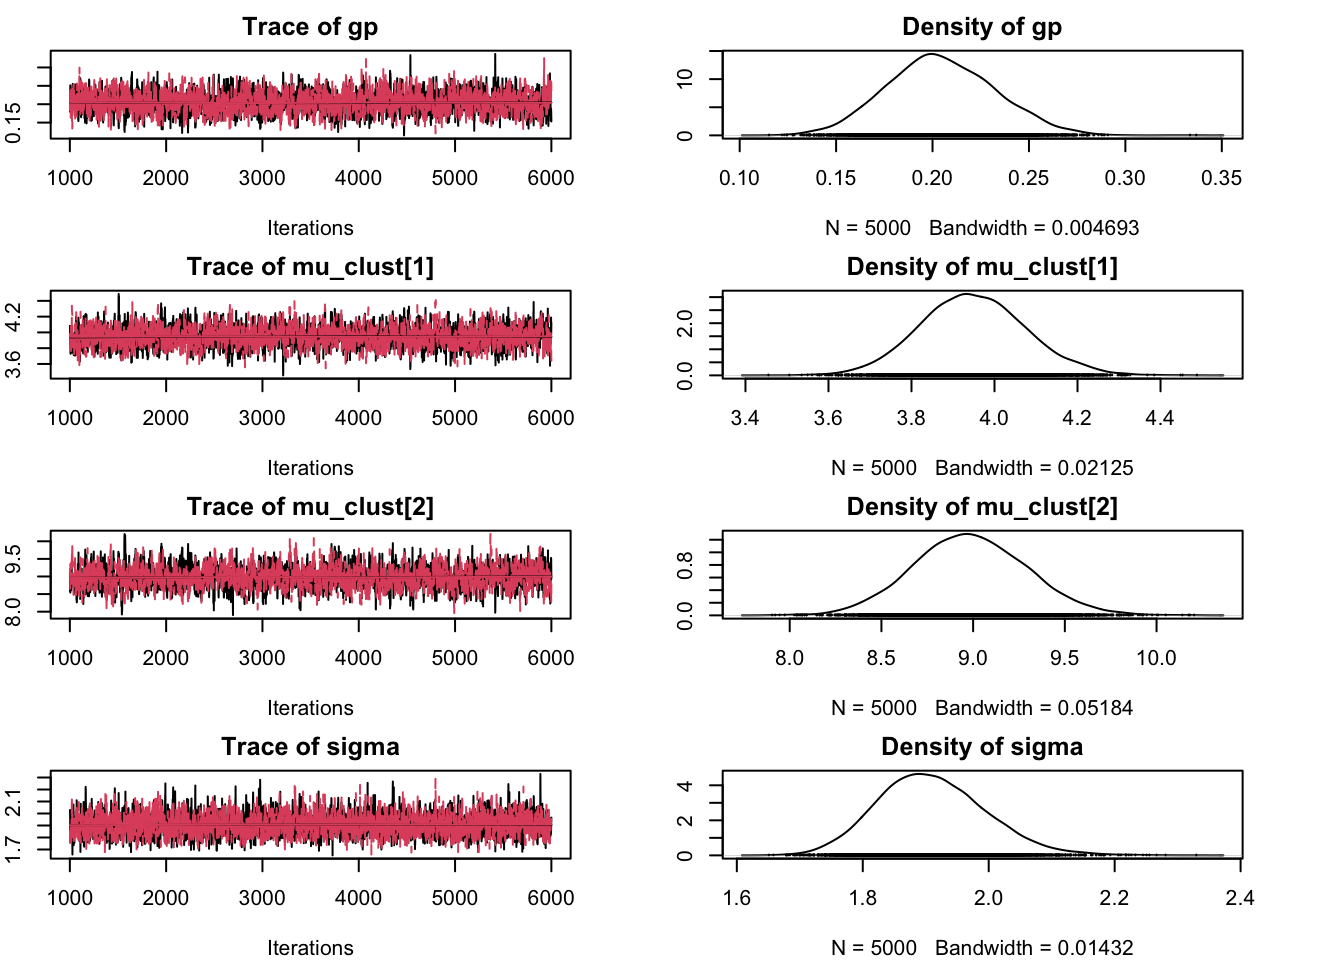 Trace of gp
0.15
1000 2000 3000 4000 5000 6000
Iterations
Density of gp
0 10
0.10 0.15 0.20 0.25 0.30 0.35
N = 5000 Bandwidth = 0.004693
Trace of mu_clust[1]
3.6 4.2
1000 2000 3000 4000 5000 6000
Iterations
Density of mu_clust[1]
0.0 2.0
3.4 3.6 3.8 4.0 4.2 4.4
N = 5000 Bandwidth = 0.02125
Trace of mu_clust[2]
8.0 9.5
1000 2000 3000 4000 5000 6000
Iterations
Density of mu_clust[2]
0.0 0.8
8.0 8.5 9.0 9.5 10.0
N = 5000 Bandwidth = 0.05184
Trace of sigma
1.7 2.1
1000 2000 3000 4000 5000 6000
Iterations
Density of sigma
0 2 4
1.6 1.8 2.0 2.2 2.4
N = 5000 Bandwidth = 0.01432